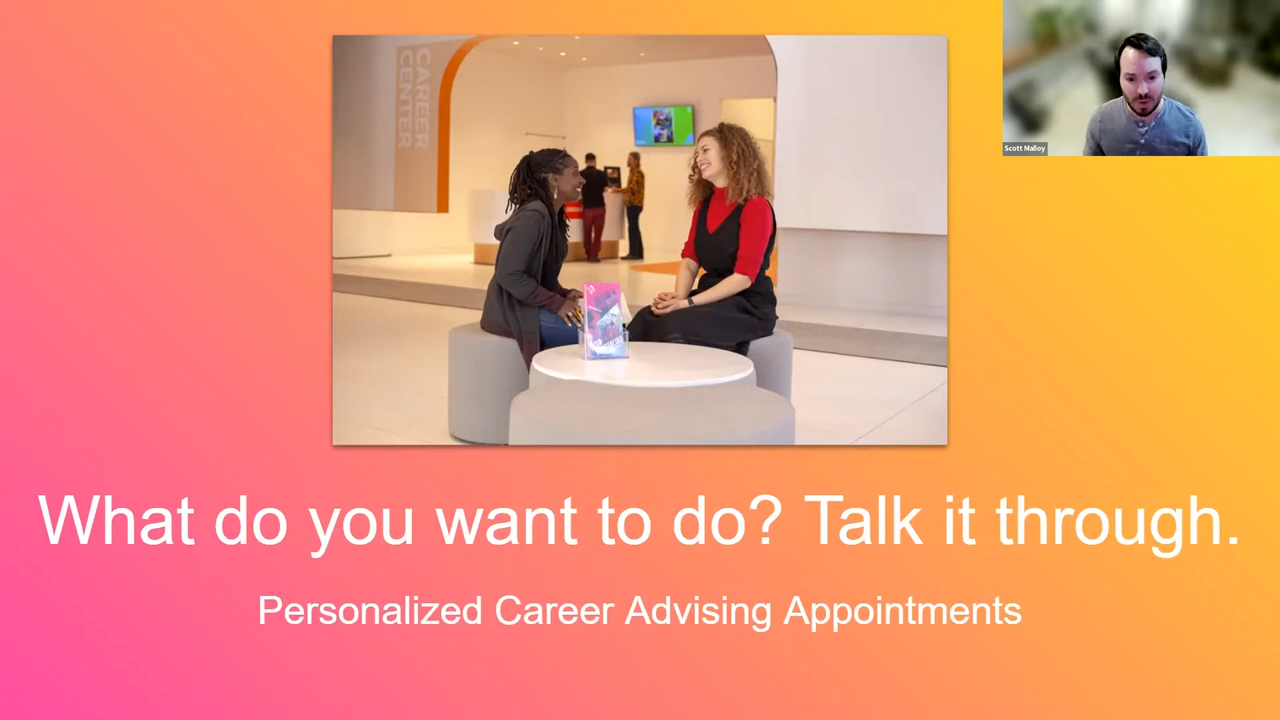 CAREER
CENTER
Scott Malloy
What do you want to do? Talk it through.
Personalized Career Advising Appointments